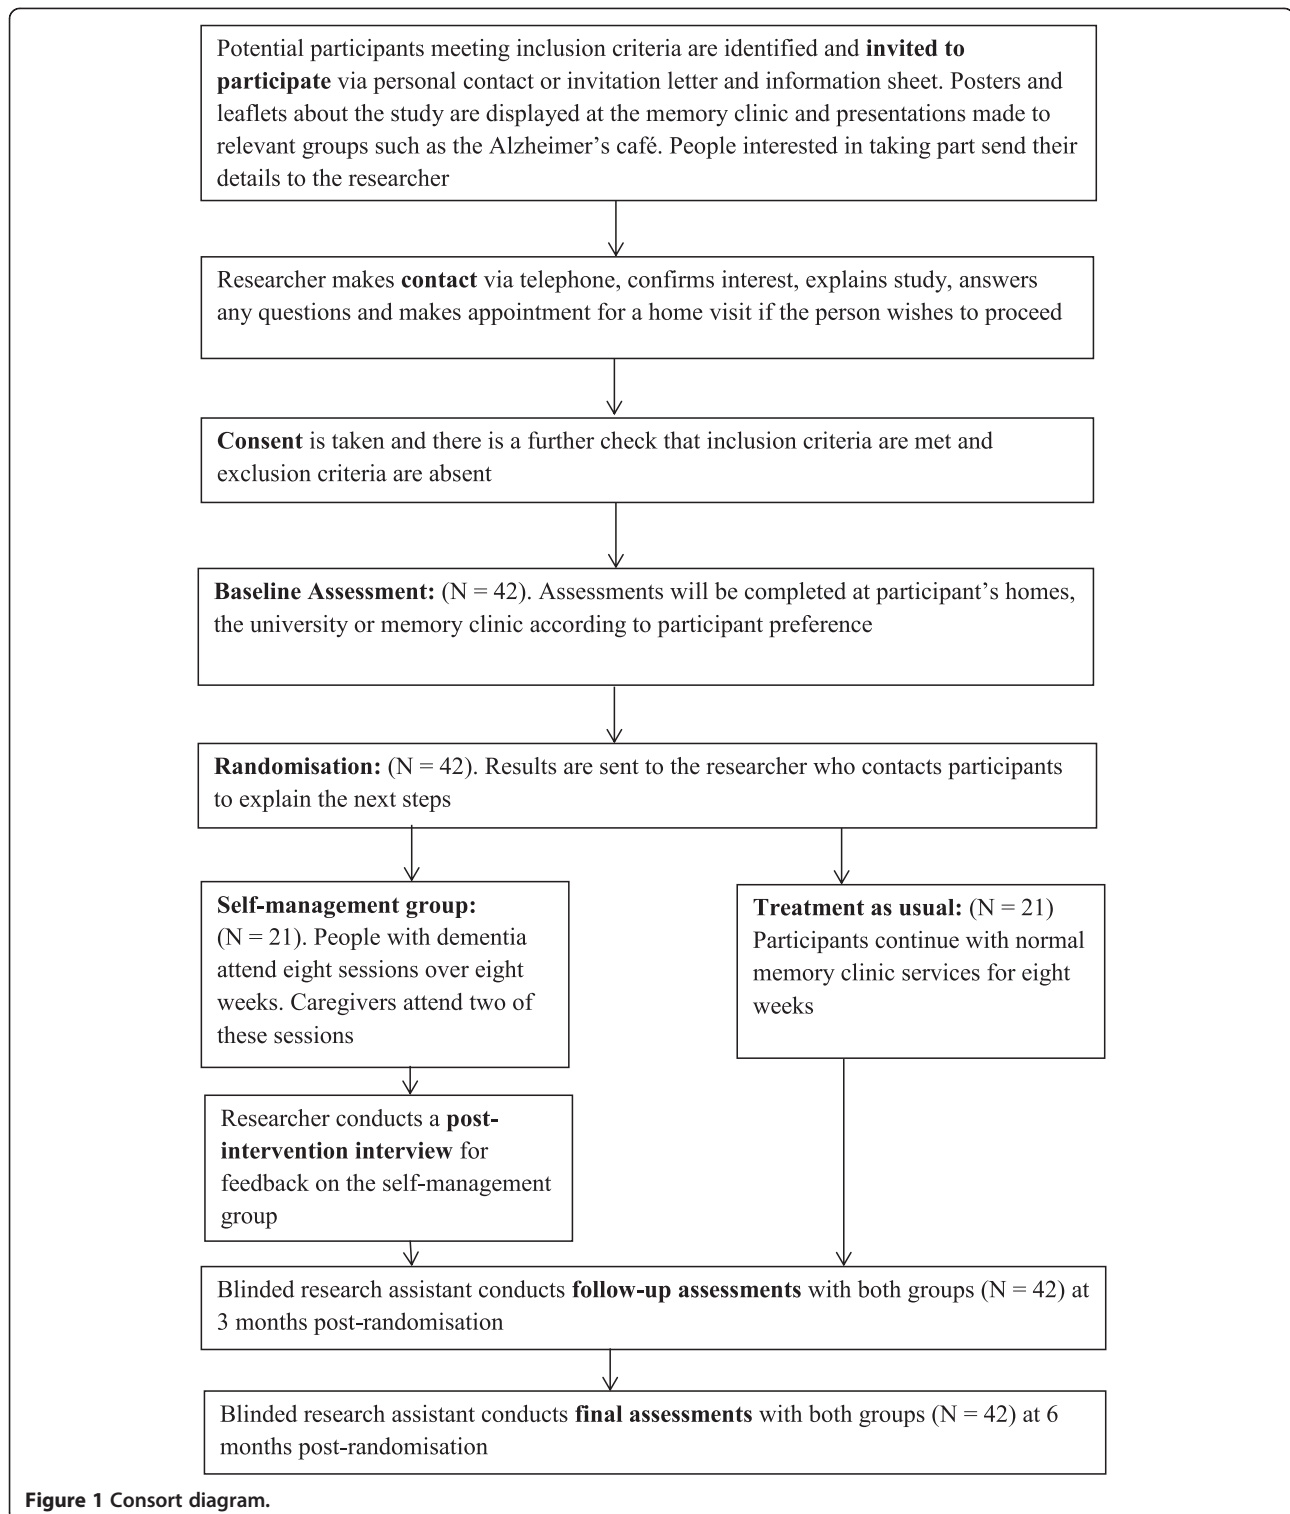 Potential participants meeting inclusion criteria are identified and invited to
participate via personal contact or invitation letter and information sheet. Posters and
leaflets about the study are displayed at the memory clinic and presentations made to
relevant groups such as the Alzheimer’s café. People interested in taking part send their
details to the researcher
Researcher makes contact via telephone, confirms interest, explains study, answers
any questions and makes appointment for a home visit if the person wishes to proceed
Consent is taken and there is a further check that inclusion criteria are met and
exclusion criteria are absent
Baseline Assessment: (N = 42). Assessments will be completed at participant’s homes,
the university or memory clinic according to participant preference
Randomisation: (N = 42). Results are sent to the researcher who contacts participants
to explain the next steps
Self-management group:
(N = 21). People with dementia
attend eight sessions over eight
weeks. Caregivers attend two of
these sessions
Treatment as usual: (N = 21)
Participants continue with normal
memory clinic services for eight
weeks
Researcher conducts a post-
intervention interview for
feedback on the self-management
group
Blinded research assistant conducts follow-up assessments with both groups (N = 42) at
3 months post-randomisation
Blinded research assistant conducts final assessments with both groups (N = 42) at 6
months post-randomisation
Figure 1 Consort diagram.